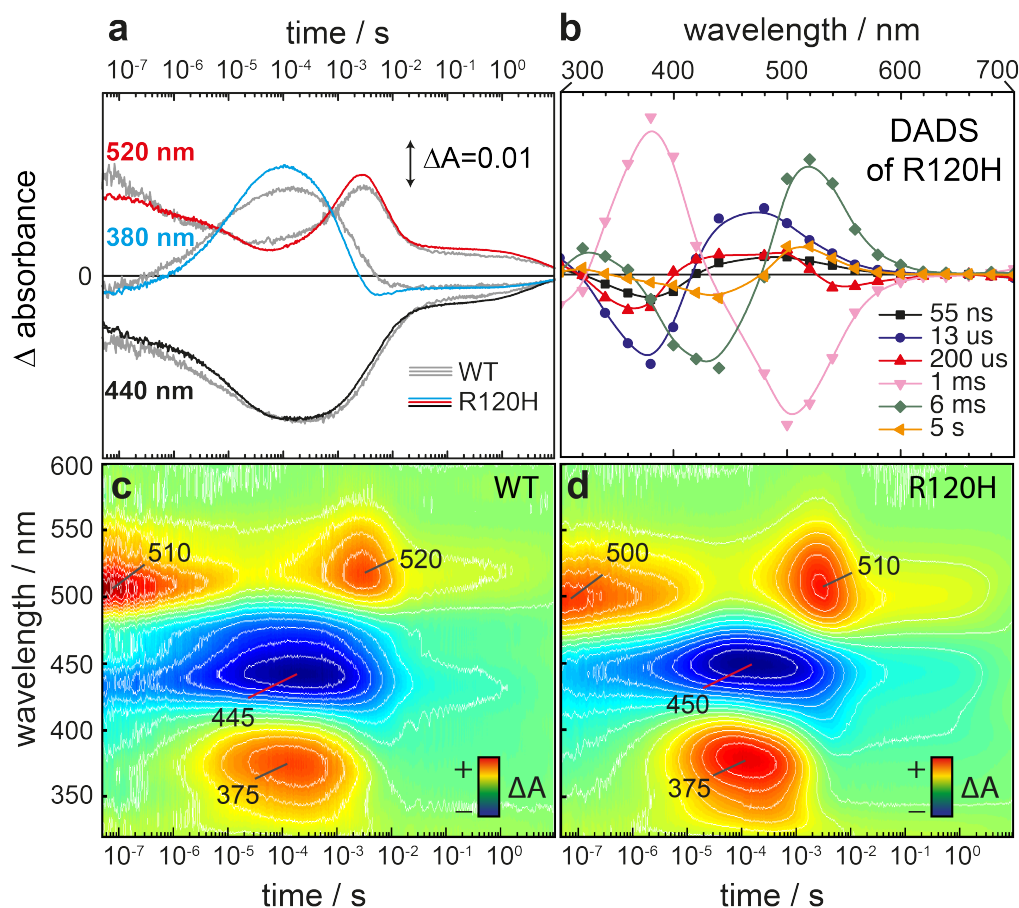 a
time / s
10⁻⁷ 10⁻⁶ 10⁻⁵ 10⁻⁴ 10⁻³ 10⁻² 10⁻¹ 10⁰
Δ absorbance
0
520 nm
380 nm
440 nm
ΔA=0.01
WT
R120H
b
wavelength / nm
300 400 500 600 700
DADS
of R120H
55 ns
13 us
200 us
1 ms
6 ms
5 s
c
WT
wavelength / nm
600
550
500
450
400
350
510
520
445
375
+
−
ΔA
10⁻⁷ 10⁻⁶ 10⁻⁵ 10⁻⁴ 10⁻³ 10⁻² 10⁻¹ 10⁰
time / s
d
R120H
500
510
450
375
+
−
ΔA
10⁻⁷ 10⁻⁶ 10⁻⁵ 10⁻⁴ 10⁻³ 10⁻² 10⁻¹ 10⁰
time / s